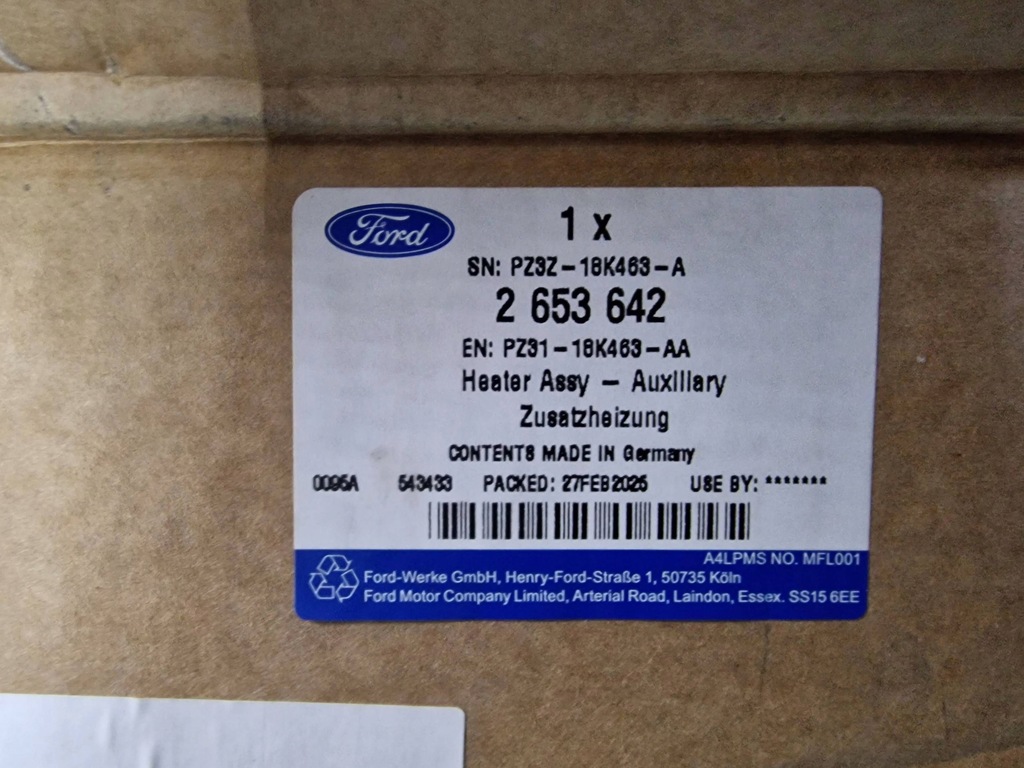 Ford
1 x
SN: PZ3Z-18K463-A
2 653 642
EN: PZ31-18K463-AA
Heater Assy - Auxiliary
Zusatzheizung
CONTENTS MADE IN Germany
0095A 543433 PACKED: 27FEB2025 USE BY: *******
A4LPMS NO. MFL001
Ford-Werke GmbH, Henry-Ford-Straße 1, 50735 Köln
Ford Motor Company Limited, Arterial Road, Laindon, Essex. SS15 6EE